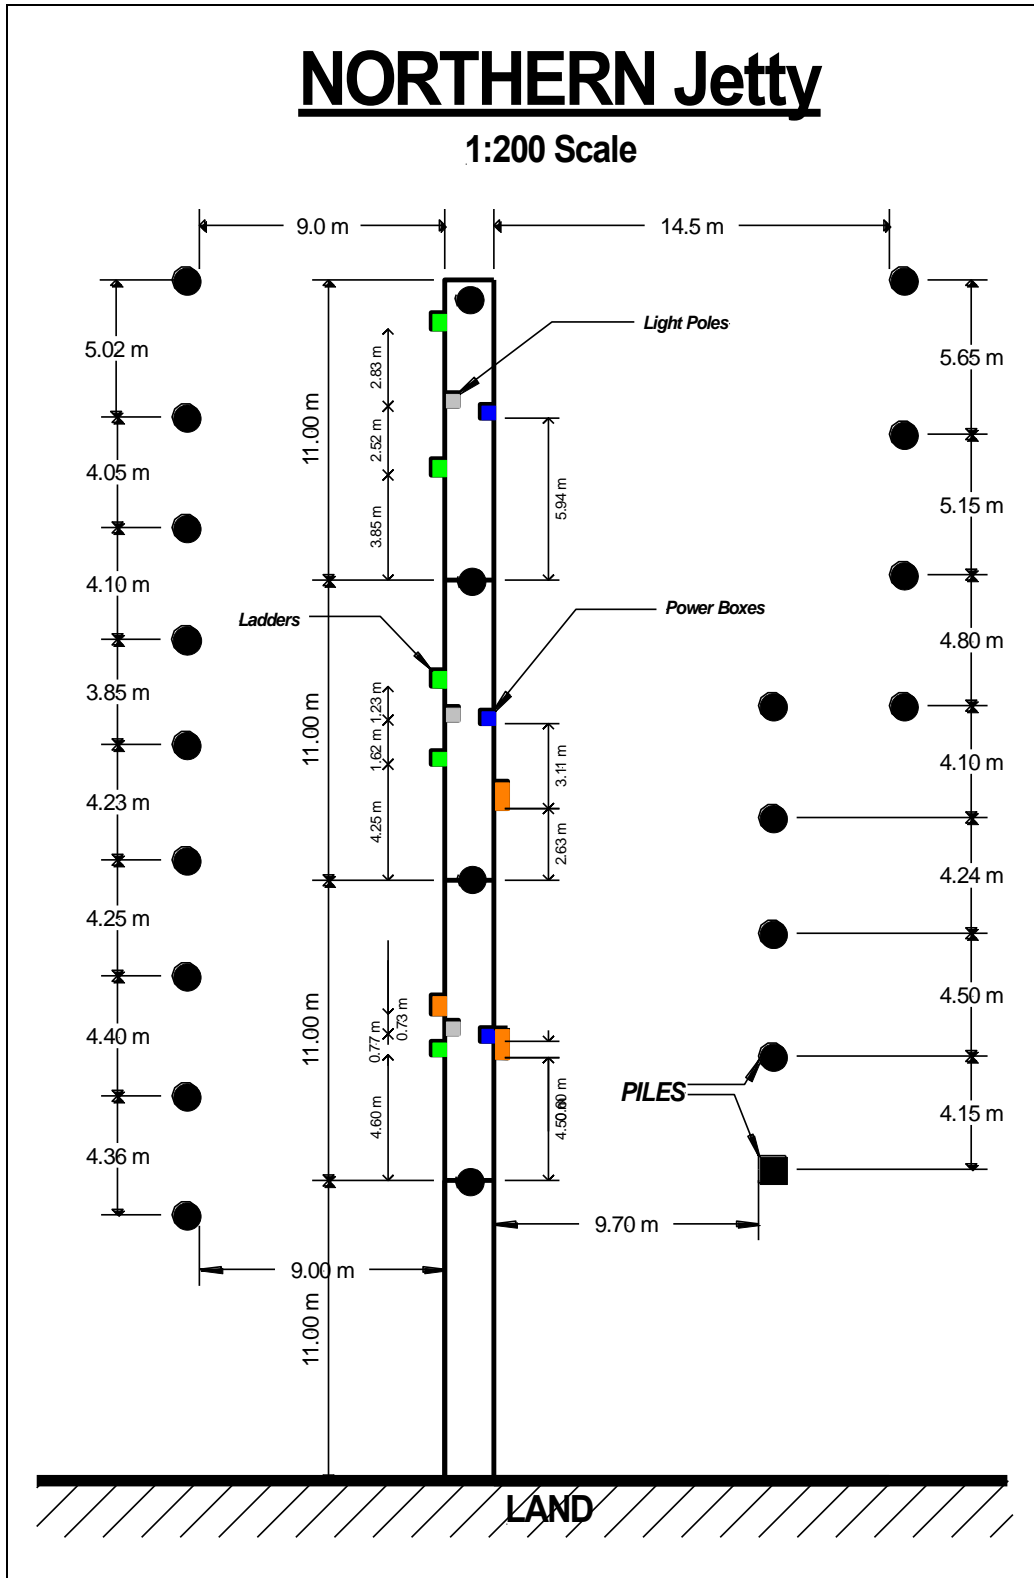 NORTHERN Jetty
1:200 Scale
9.0 m
14.5 m
5.02 m
4.05 m
4.10 m
3.85 m
4.23 m
4.25 m
4.40 m
4.36 m
11.00 m
11.00 m
11.00 m
11.00 m
2.83 m
2.52 m
3.85 m
Light Poles
5.94 m
Ladders
Power Boxes
1.23 m
1.62 m
4.25 m
3.11 m
2.63 m
0.73 m
0.77 m
4.60 m
PILES
5.65 m
5.15 m
4.80 m
4.10 m
4.24 m
4.50 m
4.15 m
9.70 m
9.00 m
LAND